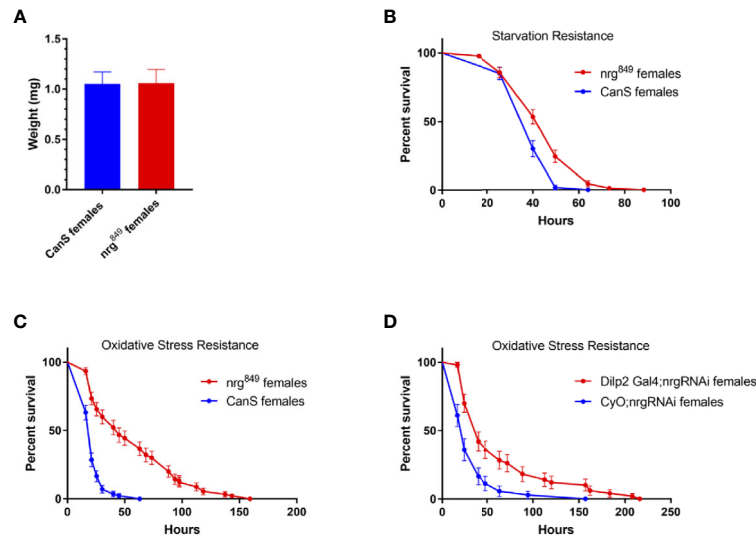 A
Weight (mg)
1.5
1.0
0.5
0.0
CanS females
nrg849 females
B
Starvation Resistance
Percent survival
100
50
0
nrg849 females
CanS females
0 20 40 60 80 100
Hours
C
Oxidative Stress Resistance
Percent survival
100
50
0
nrg849 females
CanS females
0 50 100 150 200
Hours
D
Oxidative Stress Resistance
Percent survival
100
50
0
Dilp2 Gal4;nrgRNAi females
CyO;nrgRNAi females
0 50 100 150 200 250
Hours